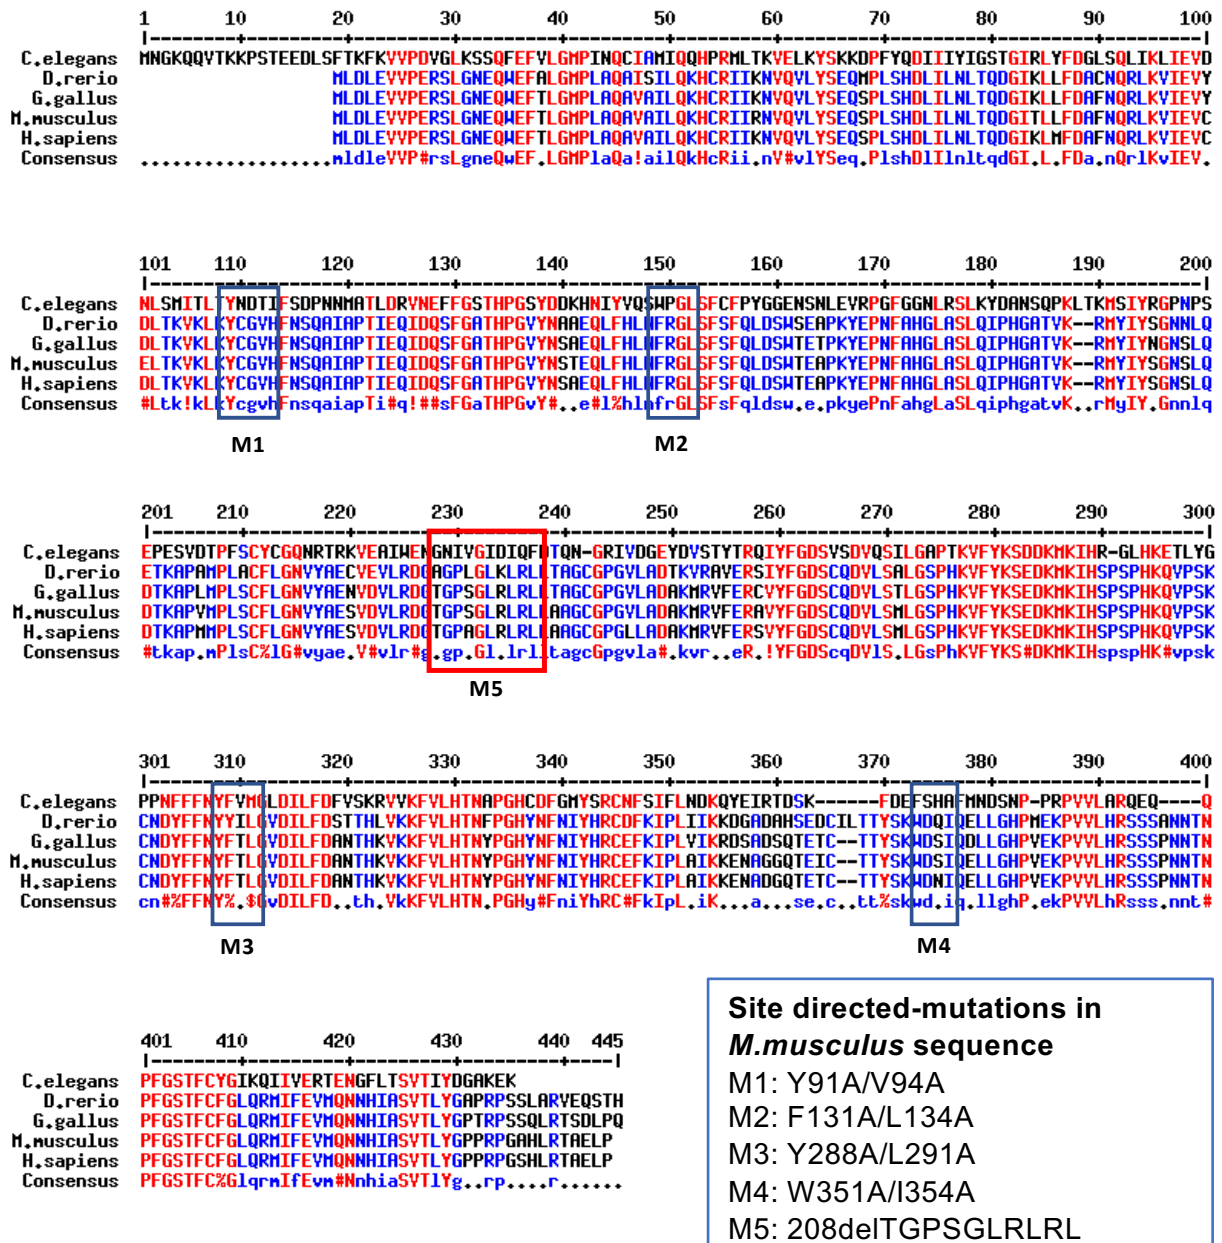 1 10 20 30 40 50 60 70 80 90 100
|---------+---------+---------+---------+---------+---------+---------+---------+---------+---------|
C.elegans MNGKQQVTKKPSTEEDLSFTKFKVVPDVGLKSSQFEFVLGMPINQCIAMIQQHPRMLTKVELKYSKKDPFYQDIIIYIGSTGIRLYFDGLSQLIKLIEVD
D.rerio MLDLEVVPERSLGNEQWEFALGMPLAQAISILQKHCRIIKNVQVLYSEQMPLSHDLILNLTQDGIKLLFDACNQRLKVIEVY
G.gallus MLDLEVVPERSLGNEQWEFTLGMPLAQAVAILQKHCRIIKNVQVLYSEQSPLSHDLILNLTQDGIKLLFDAFNQRLKVIEVY
M.musculus MLDLEVVPERSLGNEQWEFTLGMPLAQAVAILQKHCRIIRNVQVLYSEQSPLSHDLILNLTQDGITLLFDAFNQRLKVIEVC
H.sapiens MLDLEVVPERSLGNEQWEFTLGMPLAQAVAILQKHCRIIKNVQVLYSEQSPLSHDLILNLTQDGIKLMFDAFNQRLKVIEVC
Consensus ..................mldleVVP#rsLgneQwEF.LGMPlaQa!ailQkHcRii.nV#vlYSeq.PlshDlIlnltqdGI.L.FDa.nQrlKvIEV.
101 110 120 130 140 150 160 170 180 190 200
|---------+---------+---------+---------+---------+---------+---------+---------+---------+---------|
C.elegans NLSMITLTYNDTIFSDPNNMATLDRVNEFFGSTHPGSYDDKHNIYVQSWPGLSFCFPYGGENSNLEVRPGFGGNLRSLKYDANSQPKLTKMSIYRGPNPS
D.rerio DLTKVKLKYCGVHFNSQAIAPTIEQIDQSFGATHPGVYNAAEQLFHLNFRGLSFSFQLDSWSEAPKYEPNFAHGLASLQIPHGATVK--RMYIYSGNNLQ
G.gallus DLTKVKLKYCGVHFNSQAIAPTIEQIDQSFGATHPGVYNSAEQLFHLNFRGLSFSFQLDSWTETPKYEPNFAHGLASLQIPHGATVK--RMYIYNGNSLQ
M.musculus ELTKVKLKYCGVHFNSQAIAPTIEQIDQSFGATHPGVYNSTEQLFHLNFRGLSFSFQLDSWTEAPKYEPNFAHGLASLQIPHGATVK--RMYIYSGNSLQ
H.sapiens DLTKVKLKYCGVHFNSQAIAPTIEQIDQSFGATHPGVYNSAEQLFHLNFRGLSFSFQLDSWTEAPKYEPNFAHGLASLQIPHGATVK--RMYIYSGNSLQ
Consensus #Ltk!kLkYcgvhFnsqaiapTi#q!##sFGaTHPGvY#..e#l%hlnfrGLSFsFqldsw.e.pkyePnFahgLaSLqiphgatvK..rMyIY.Gnnlq
M1 M2
201 210 220 230 240 250 260 270 280 290 300
|---------+---------+---------+---------+---------+---------+---------+---------+---------+---------|
C.elegans EPESVDTPFSCYCGQNRTRKVEAIWENGNIVGIDIQFDTQN-GRIVDGEYDVSTYTRQIYFGDSVSDVQSILGAPTKVFYKSDDKMKIHR-GLHKETLYG
D.rerio ETKAPAMPLACFLGNVYAECVEVLRDGAGPLGLKLRLLTAGCGPGVLADTKVRAVERSIYFGDSCQDVLSALGSPHKVFYKSEDKMKIHSPSPHKQVPSK
G.gallus DTKAPLMPLSCFLGNVYAENVDVLRDGTGPSGLRLRLLTAGCGPGVLADAKMRVFERCVYFGDSCQDVLSTLGSPHKVFYKSEDKMKIHSPSPHKQVPSK
M.musculus DTKAPVMPLSCFLGNVYAESVDVLRDGTGPSGLRLRLLAAGCGPGVLADAKMRVFERAVYFGDSCQDVLSMLGSPHKVFYKSEDKMKIHSPSPHKQVPSK
H.sapiens DTKAPMMPLSCFLGNVYAESVDVLRDGTGPAGLRLRLLAAGCGPGLLADAKMRVFERSVYFGDSCQDVLSMLGSPHKVFYKSEDKMKIHSPSPHKQVPSK
Consensus #tkap.mPlsC%lG#vyae.V#vlr#g.gp.Gl.lrlltagcGpgvla#.kvr..eR.!YFGDScqDVlS.LGsPhKVFYKS#DKMKIHspspHK#vpsk
M5
301 310 320 330 340 350 360 370 380 390 400
|---------+---------+---------+---------+---------+---------+---------+---------+---------+---------|
C.elegans PPNFFFNYFVMGLDILFDFVSKRVVKFVLHTNAPGHCDFGMYSRCNFSIFLNDKQYEIRTDSK------FDEFSHAFMNDSNP-PRPVVLARQEQ----Q
D.rerio CNDYFFNYYILGVDILFDSTTHLVKKFVLHTNFPGHYNFNIYHRCDFKIPLIIKKDGADAHSEDCILTTYSKWDQIQELLGHPMEKPVVLHRSSSANNTN
G.gallus CNDYFFNYFTLGVDILFDANTHKVKKFVLHTNYPGHYNFNIYHRCEFKIPLVIKRDSADSQTETC--TTYSKWDSIQDLLGHPVEKPVVLHRSSSPNNTN
M.musculus CNDYFFNYFTLGVDILFDANTHKVKKFVLHTNYPGHYNFNIYHRCEFKIPLAIKKENAGGQTEIC--TTYSKWDSIQELLGHPVEKPVVLHRSSSPNNTN
H.sapiens CNDYFFNYFTLGVDILFDANTHKVKKFVLHTNYPGHYNFNIYHRCEFKIPLAIKKENADGQTETC--TTYSKWDNIQELLGHPVEKPVVLHRSSSPNNTN
Consensus cn#%FFNY%.$GvDILFD..th.VkKFVLHTN.PGHy#FniYhRC#FkIpL.iK...a...se.c..tt%skwd.iq.llghP.ekPVVLhRsss.nnt#
M3 M4
401 410 420 430 440 445
|---------+---------+---------+---------+----|
C.elegans PFGSTFCYGIKQIIVERTENGFLTSVTIYDGAKEK
D.rerio PFGSTFCFGLQRMIFEVMQNNHIASVTLYGAPRPSSLARVEQSTH
G.gallus PFGSTFCFGLQRMIFEVMQNNHIASVTLYGPTRPSSQLRTSDLPQ
M.musculus PFGSTFCFGLQRMIFEVMQNNHIASVTLYGPPRPGAHLRTAELP
H.sapiens PFGSTFCFGLQRMIFEVMQNNHIASVTLYGPPRPGSHLRTAELP
Consensus PFGSTFC%GlqrmIfEvm#NnhiaSVTlYg..rp....r......
Site directed-mutations in
M.musculus sequence
M1: Y91A/V94A
M2: F131A/L134A
M3: Y288A/L291A
M4: W351A/I354A
M5: 208delTGPSGLRLRL